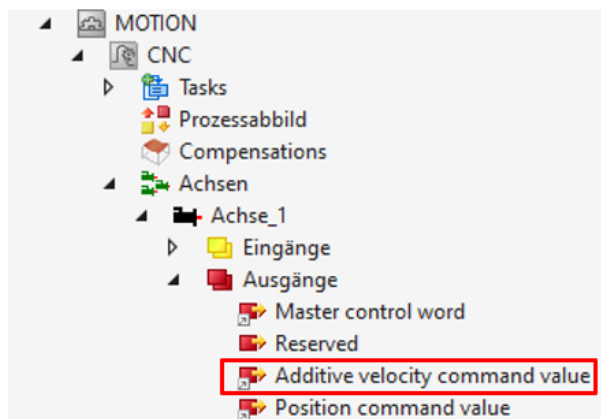 MOTION
CNC
Tasks
Prozessabbild
Compensations
Achsen
Achse_1
Eingänge
Ausgänge
Master control word
Reserved
Additive velocity command value
Position command value